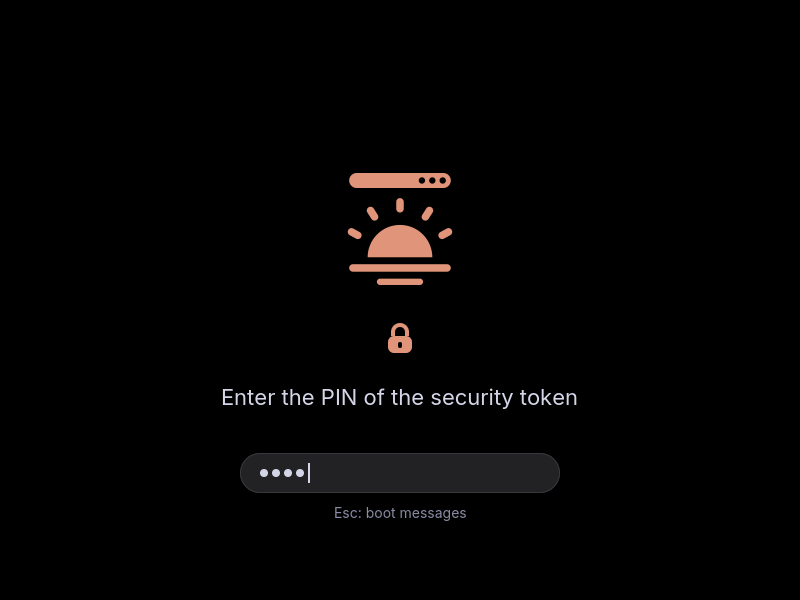 Enter the PIN of the security token
Esc: boot messages